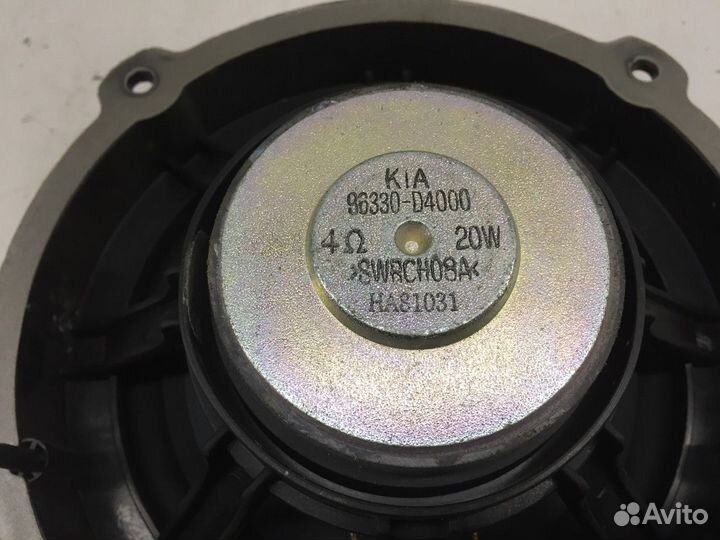 KIA
96330-D4000
4Ω 20W
>SWRCH08A<
HA81031
Avito